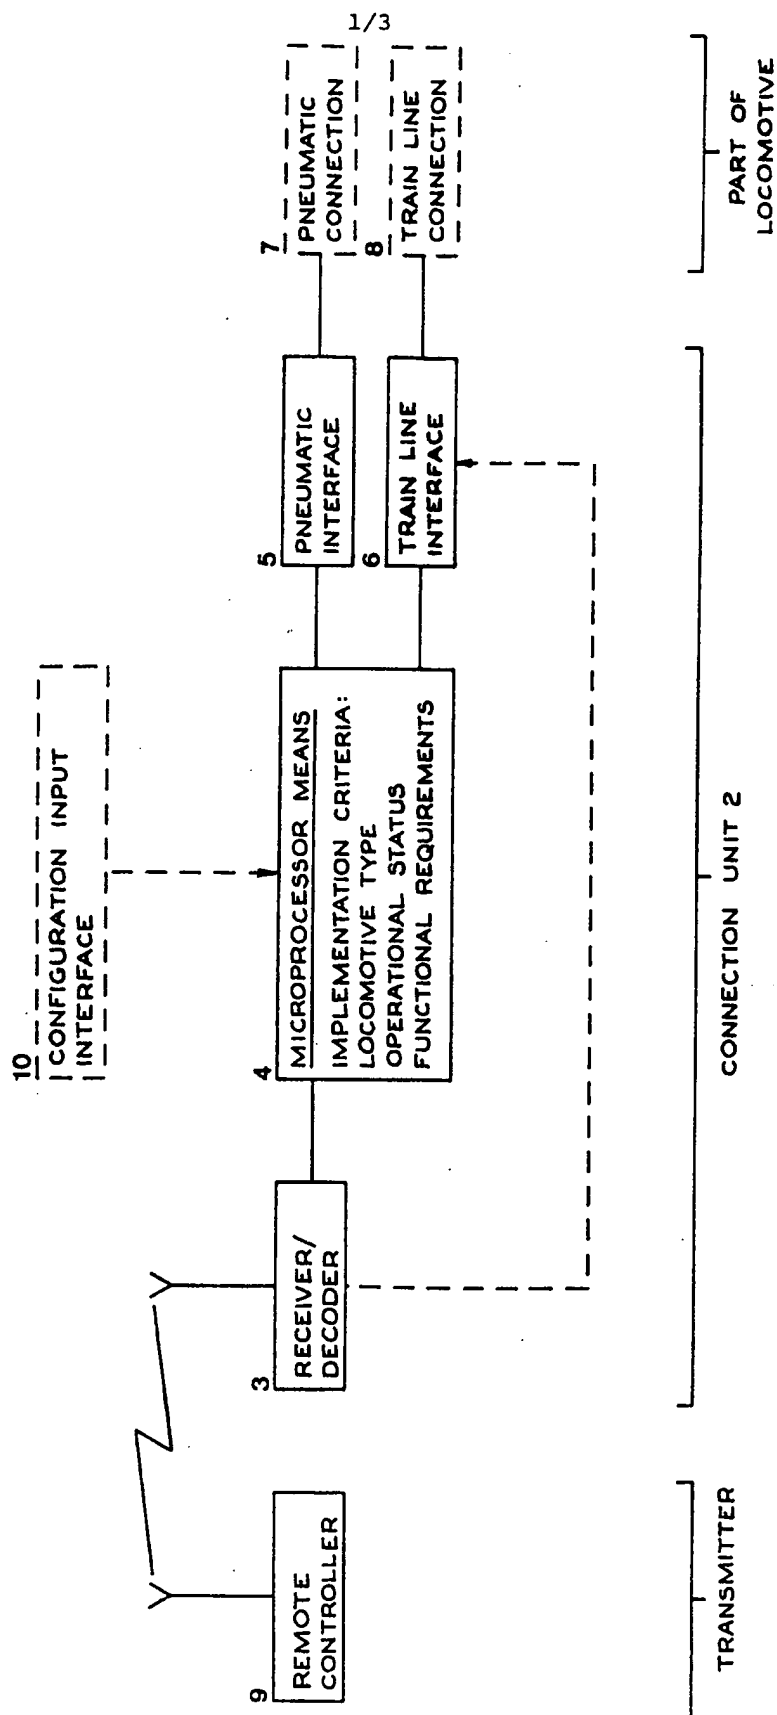 1/3
10
CONFIGURATION INPUT
INTERFACE
9
REMOTE
CONTROLLER
3
RECEIVER/
DECODER
4
MICROPROCESSOR MEANS
IMPLEMENTATION CRITERIA:
LOCOMOTIVE TYPE
OPERATIONAL STATUS
FUNCTIONAL REQUIREMENTS
5
PNEUMATIC
INTERFACE
6
TRAIN LINE
INTERFACE
7
PNEUMATIC
CONNECTION
8
TRAIN LINE
CONNECTION
TRANSMITTER
CONNECTION UNIT 2
PART OF
LOCOMOTIVE